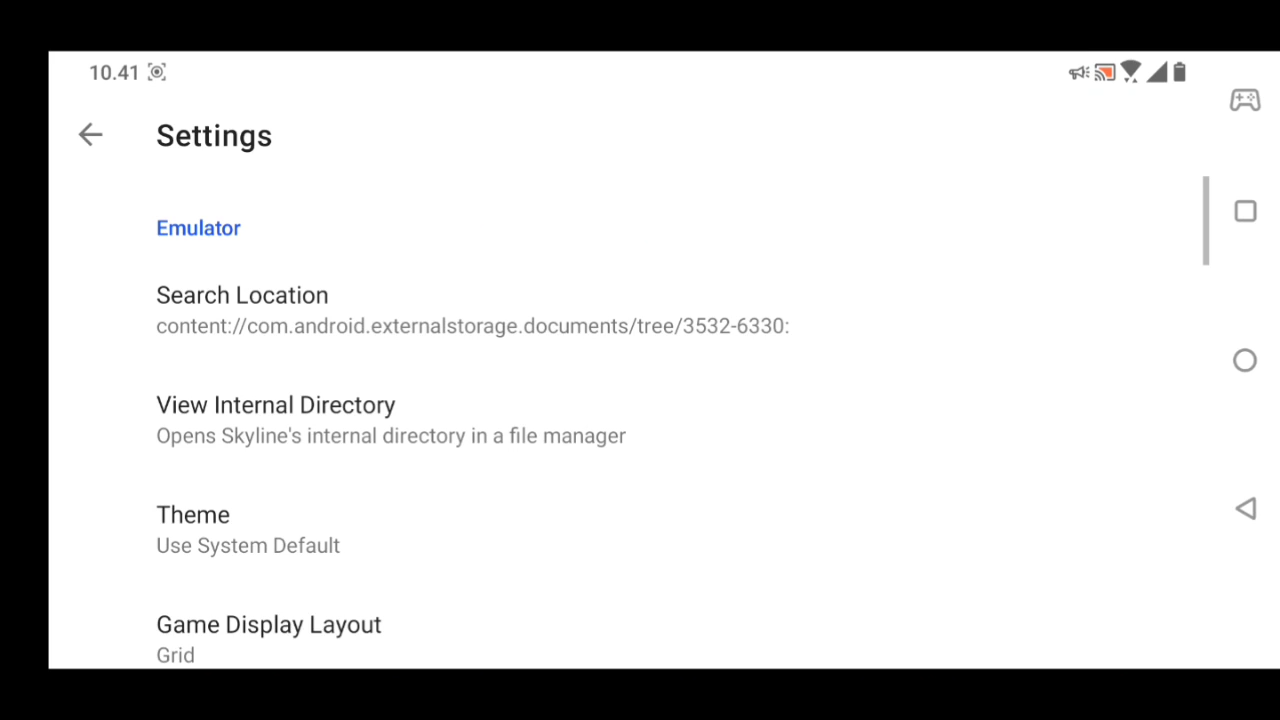 10.41
Settings
Emulator
Search Location
content://com.android.externalstorage.documents/tree/3532-6330:
View Internal Directory
Opens Skyline's internal directory in a file manager
Theme
Use System Default
Game Display Layout
Grid